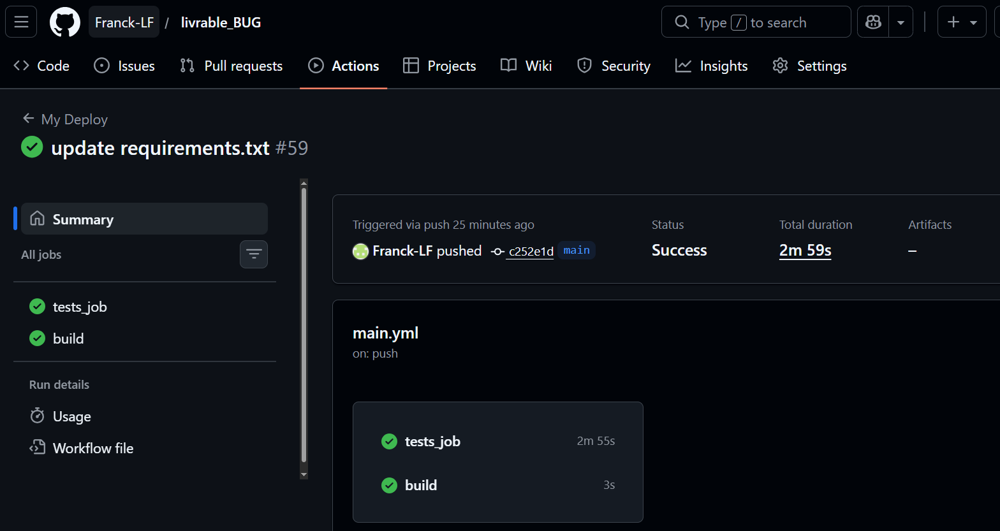 Franck-LF / livrable_BUG
Type / to search
Code Issues Pull requests Actions Projects Wiki Security Insights Settings
My Deploy
update requirements.txt #59
Summary
All jobs
tests_job
build
Run details
Usage
Workflow file
Triggered via push 25 minutes ago
Franck-LF pushed c252e1d main
Status
Success
Total duration
2m 59s
Artifacts
–
main.yml
on: push
tests_job 2m 55s
build 3s